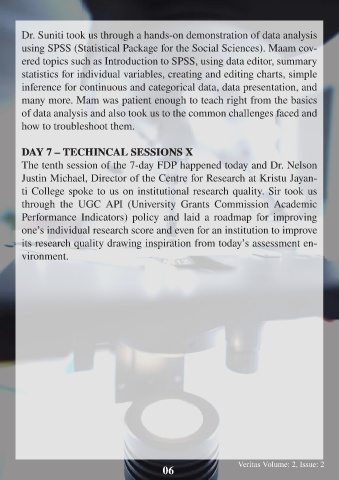 Dr. Suniti took us through a hands-on demonstration of data analysis
using SPSS (Statistical Package for the Social Sciences). Maam cov-
ered topics such as Introduction to SPSS, using data editor, summary
statistics for individual variables, creating and editing charts, simple
inference for continuous and categorical data, data presentation, and
many more. Mam was patient enough to teach right from the basics
of data analysis and also took us to the common challenges faced and
how to troubleshoot them.
DAY 7 – TECHINCAL SESSIONS X
The tenth session of the 7-day FDP happened today and Dr. Nelson
Justin Michael, Director of the Centre for Research at Kristu Jayan-
ti College spoke to us on institutional research quality. Sir took us
through the UGC API (University Grants Commission Academic
Performance Indicators) policy and laid a roadmap for improving
one's individual research score and even for an institution to improve
its research quality drawing inspiration from today's assessment en-
vironment.
06
Veritas Volume: 2, Issue: 2